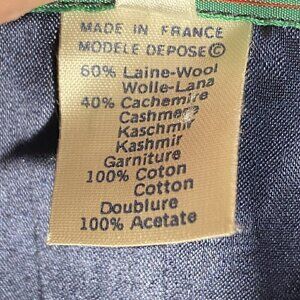 MADE IN FRANCE
MODELE DEPOSE©
60% Laine-Wool
Wolle-Lana
40% Cachemire
Cashmere
Kaschmir
Kashmir
Garniture
100% Coton
Cotton
Doublure
100% Acetate